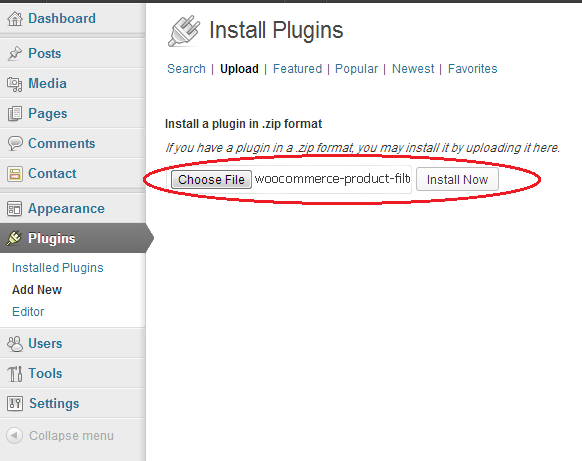 Dashboard
Posts
Media
Pages
Comments
Contact
Appearance
Plugins
Installed Plugins
Add New
Editor
Users
Tools
Settings
Collapse menu
Install Plugins
Search | Upload | Featured | Popular | Newest | Favorites
Install a plugin in .zip format
If you have a plugin in a .zip format, you may install it by uploading it here.
Choose File woocommerce-product-filt Install Now